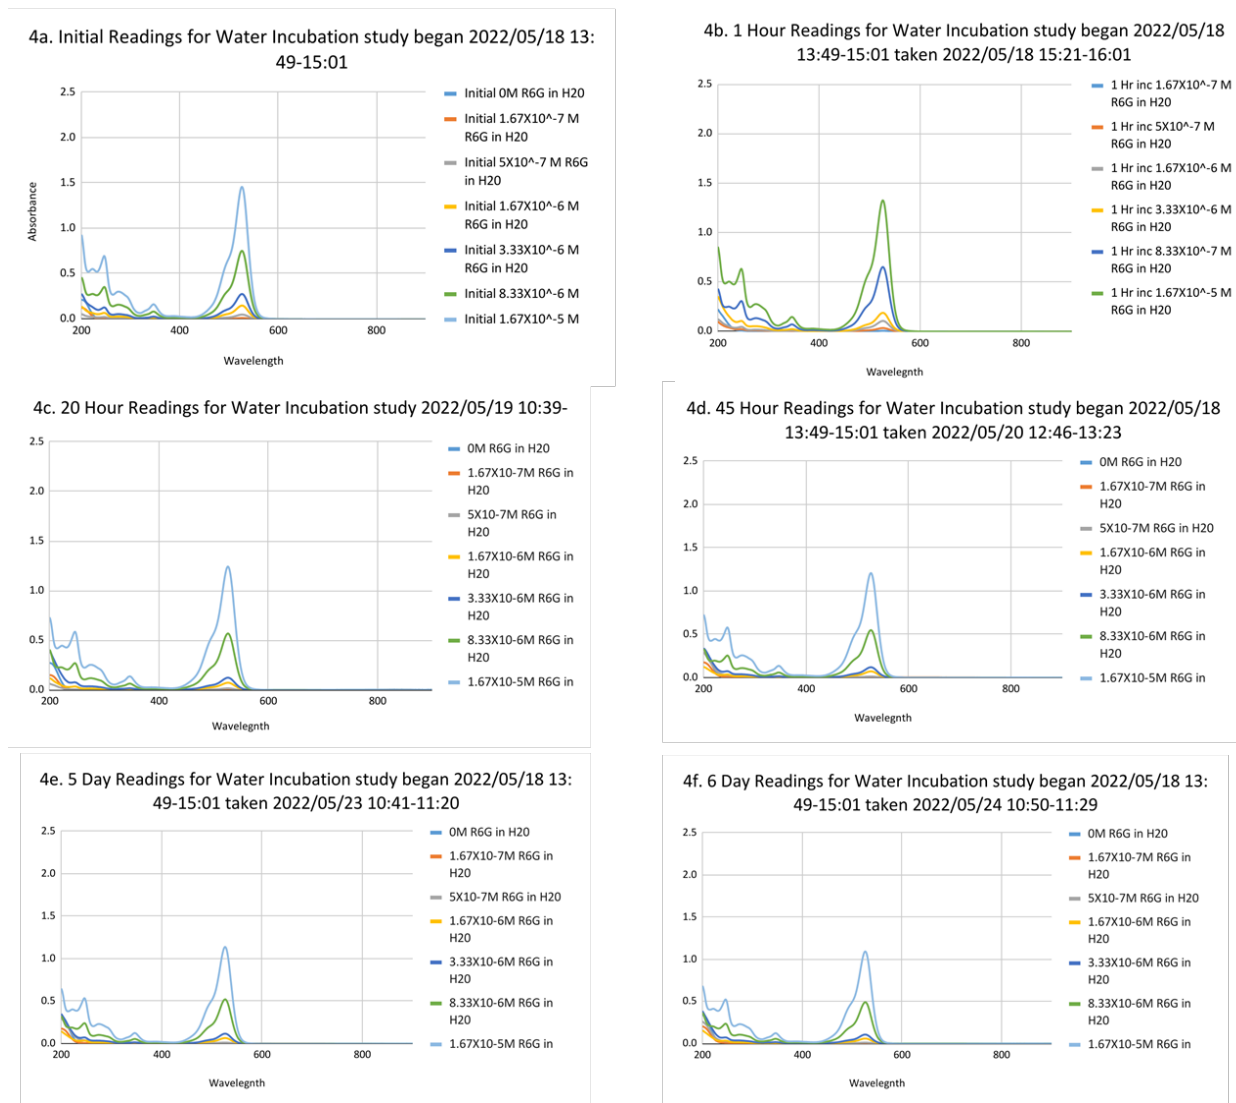 4a. Initial Readings for Water Incubation study began 2022/05/18 13:
49-15:01
2.5
2.0
1.5
1.0
0.5
0.0
200
400
600
800
Absorbance
Wavelength
Initial 0M R6G in H20
Initial 1.67X10^-7 M
R6G in H20
Initial 5X10^-7 M R6G
in H20
Initial 1.67X10^-6 M
R6G in H20
Initial 3.33X10^-6 M
R6G in H20
Initial 8.33X10^-6 M
R6G in H20
Initial 1.67X10^-5 M
4b. 1 Hour Readings for Water Incubation study began 2022/05/18
13:49-15:01 taken 2022/05/18 15:21-16:01
2.5
2.0
1.5
1.0
0.5
0.0
200
400
600
800
Wavelegnth
1 Hr inc 1.67X10^-7 M
R6G in H20
1 Hr inc 5X10^-7 M
R6G in H20
1 Hr inc 1.67X10^-6 M
R6G in H20
1 Hr inc 3.33X10^-6 M
R6G in H20
1 Hr inc 8.33X10^-7 M
R6G in H20
1 Hr inc 1.67X10^-5 M
R6G in H20
4c. 20 Hour Readings for Water Incubation study 2022/05/19 10:39-
2.5
2.0
1.5
1.0
0.5
0.0
200
400
600
800
Wavelegnth
0M R6G in H20
1.67X10-7M R6G in
H20
5X10-7M R6G in
H20
1.67X10-6M R6G in
H20
3.33X10-6M R6G in
H20
8.33X10-6M R6G in
H20
1.67X10-5M R6G in
4d. 45 Hour Readings for Water Incubation study began 2022/05/18
13:49-15:01 taken 2022/05/20 12:46-13:23
2.5
2.0
1.5
1.0
0.5
0.0
200
400
600
800
Wavelegnth
0M R6G in H20
1.67X10-7M R6G in
H20
5X10-7M R6G in H20
1.67X10-6M R6G in
H20
3.33X10-6M R6G in
H20
8.33X10-6M R6G in
H20
1.67X10-5M R6G in
4e. 5 Day Readings for Water Incubation study began 2022/05/18 13:
49-15:01 taken 2022/05/23 10:41-11:20
2.5
2.0
1.5
1.0
0.5
0.0
200
400
600
800
Wavelegnth
0M R6G in H20
1.67X10-7M R6G in
H20
5X10-7M R6G in H20
1.67X10-6M R6G in
H20
3.33X10-6M R6G in
H20
8.33X10-6M R6G in
H20
1.67X10-5M R6G in
4f. 6 Day Readings for Water Incubation study began 2022/05/18 13:
49-15:01 taken 2022/05/24 10:50-11:29
2.5
2.0
1.5
1.0
0.5
0.0
200
400
600
800
Wavelegnth
0M R6G in H20
1.67X10-7M R6G in
H20
5X10-7M R6G in H20
1.67X10-6M R6G in
H20
3.33X10-6M R6G in
H20
8.33X10-6M R6G in
H20
1.67X10-5M R6G in